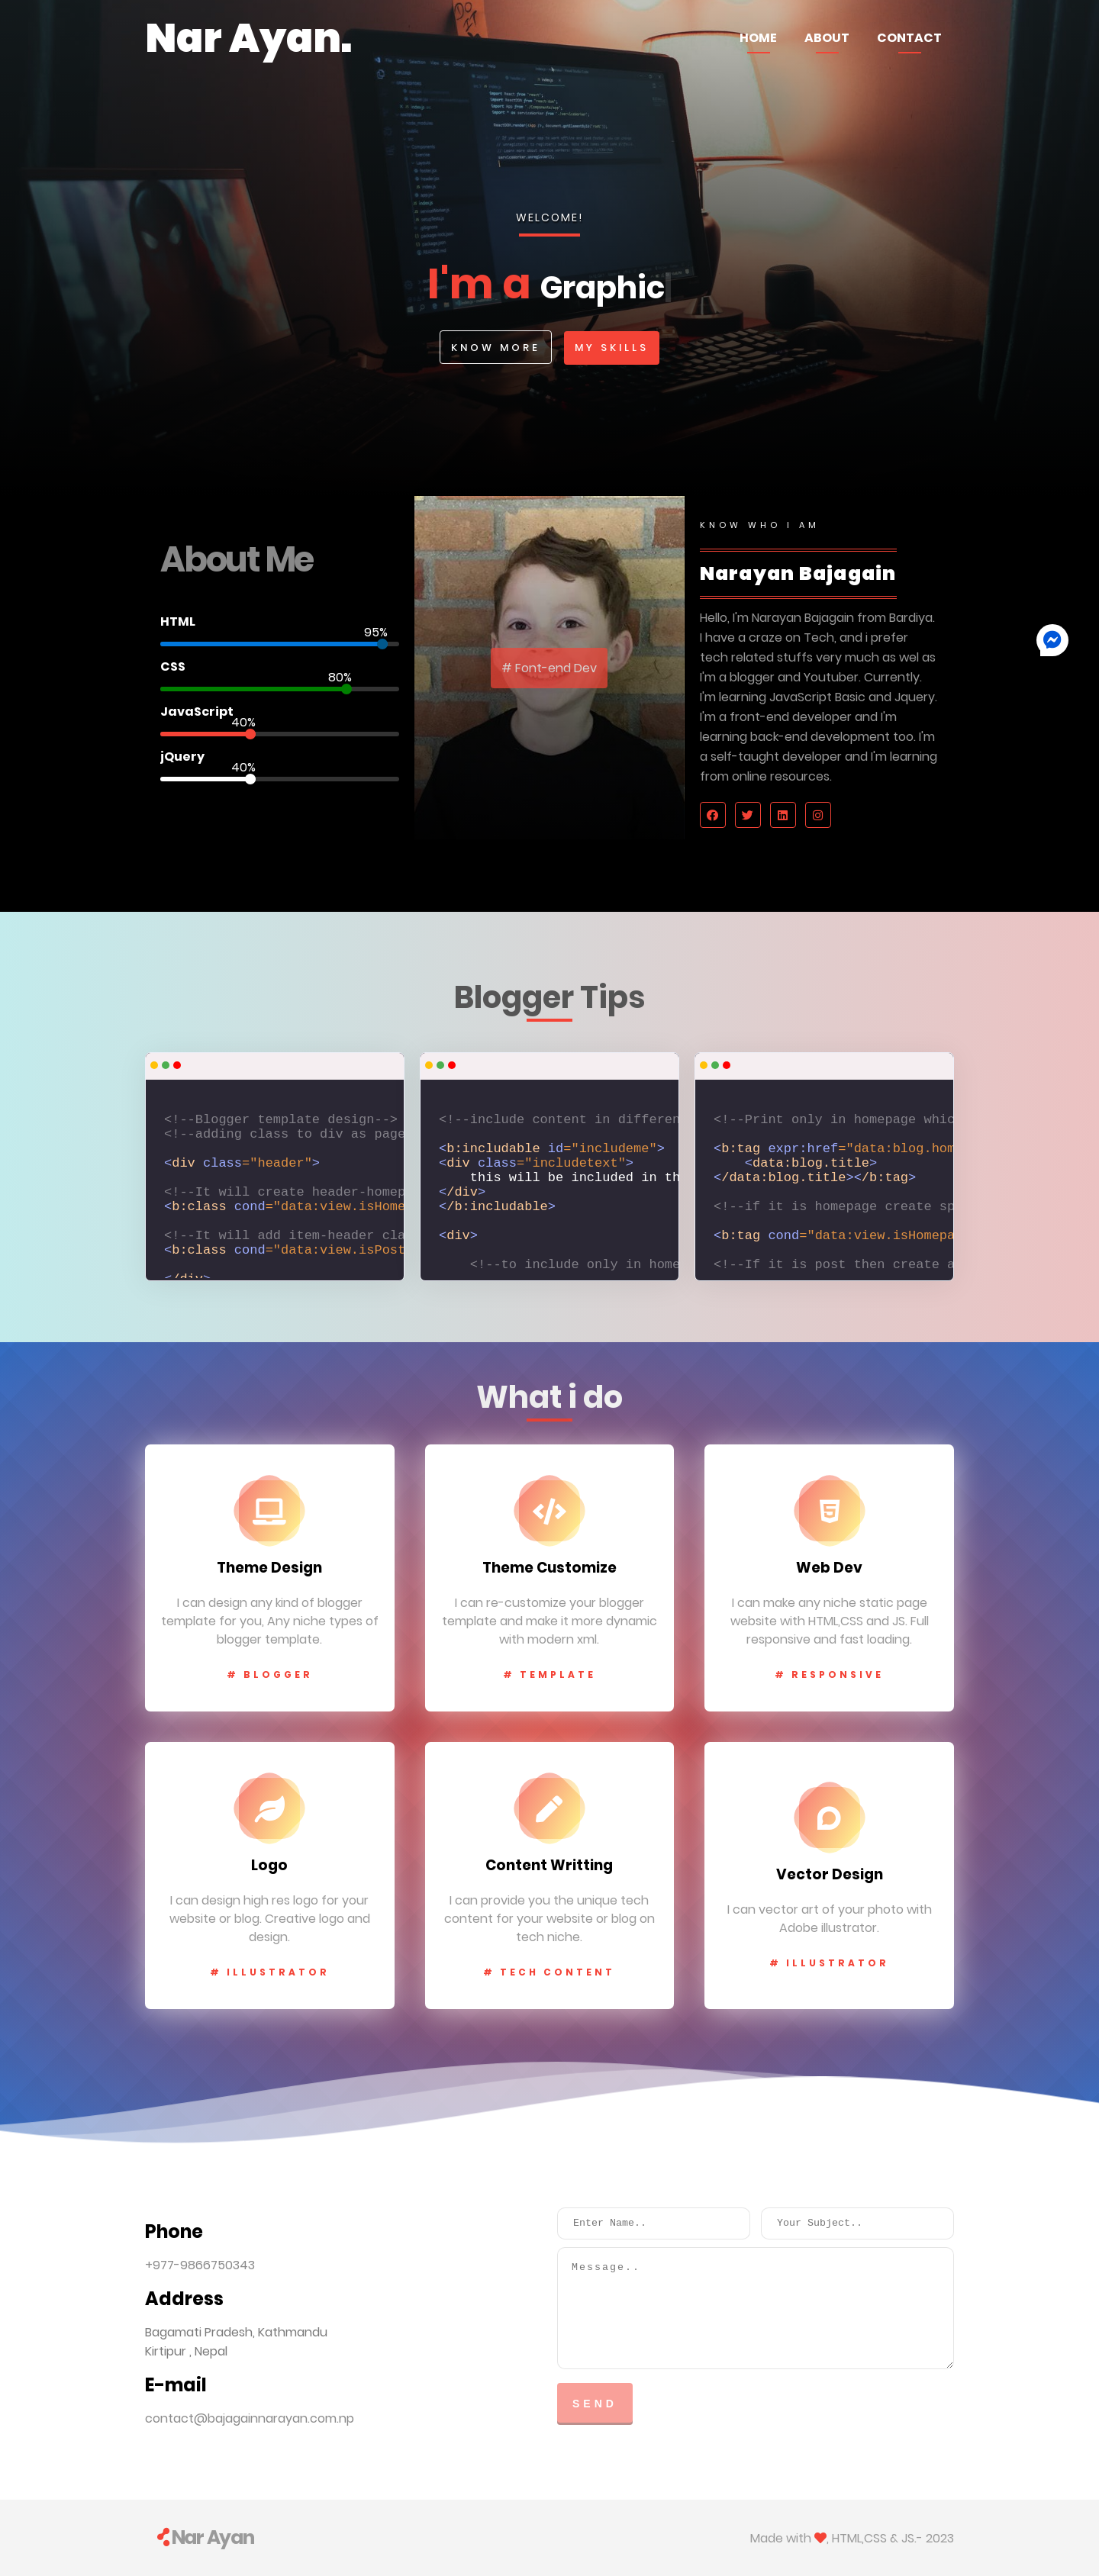 Nar Ayan.
HOME ABOUT CONTACT
WELCOME!
I'm a Graphic
KNOW MORE MY SKILLS
About Me
HTML
95%
CSS
80%
JavaScript
40%
jQuery
40%
# Font-end Dev
KNOW WHO I AM
Narayan Bajagain
Hello, I'm Narayan Bajagain from Bardiya.
I have a craze on Tech, and i prefer
tech related stuffs very much as wel as
I'm a blogger and Youtuber. Currently.
I'm learning JavaScript Basic and Jquery.
I'm a front-end developer and I'm
learning back-end development too. I'm
a self-taught developer and I'm learning
from online resources.
Blogger Tips
<!--Blogger template design-->
<!--adding class to div as page
<div class="header">
<!--It will create header-homep
<b:class cond="data:view.isHome
<!--It will add item-header cla
<b:class cond="data:view.isPost
</div>
<!--include content in differen
<b:includable id="includeme">
<div class="includetext">
this will be included in th
</div>
</b:includable>
<div>
<!--to include only in home
<!--Print only in homepage whic
<b:tag expr:href="data:blog.hom
<data:blog.title>
</data:blog.title></b:tag>
<!--if it is homepage create sp
<b:tag cond="data:view.isHomepa
<!--If it is post then create a
What i do
Theme Design
I can design any kind of blogger
template for you, Any niche types of
blogger template.
# BLOGGER
Theme Customize
I can re-customize your blogger
template and make it more dynamic
with modern xml.
# TEMPLATE
Web Dev
I can make any niche static page
website with HTML,CSS and JS. Full
responsive and fast loading.
# RESPONSIVE
Logo
I can design high res logo for your
website or blog. Creative logo and
design.
# ILLUSTRATOR
Content Writting
I can provide you the unique tech
content for your website or blog on
tech niche.
# TECH CONTENT
Vector Design
I can vector art of your photo with
Adobe illustrator.
# ILLUSTRATOR
Phone
+977-9866750343
Address
Bagamati Pradesh, Kathmandu
Kirtipur , Nepal
E-mail
contact@bajagainnarayan.com.np
Enter Name.. Your Subject..
Message..
SEND
Nar Ayan
Made with ❤, HTML,CSS & JS.- 2023